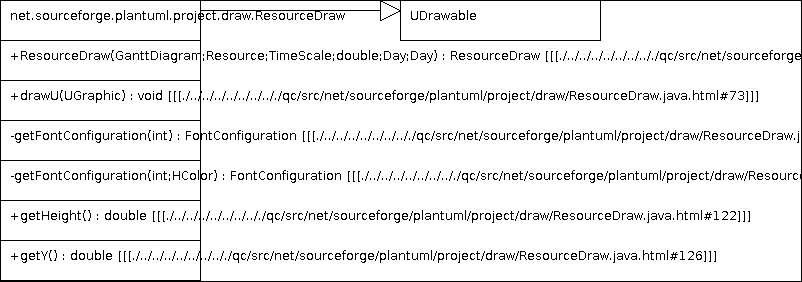 net.sourceforge.plantuml.project.draw.ResourceDraw
UDrawable
+ResourceDraw(GanttDiagram;Resource;TimeScale;double;Day;Day) : ResourceDraw [[[./../../../../../../../../qc/src/net/sourceforge
+drawU(UGraphic) : void [[[./../../../../../../../../qc/src/net/sourceforge/plantuml/project/draw/ResourceDraw.java.html#73]]]
-getFontConfiguration(int) : FontConfiguration [[[./../../../../../../../../qc/src/net/sourceforge/plantuml/project/draw/ResourceDraw.j
-getFontConfiguration(int;HColor) : FontConfiguration [[[./../../../../../../../../qc/src/net/sourceforge/plantuml/project/draw/Resource
+getHeight() : double [[[./../../../../../../../../qc/src/net/sourceforge/plantuml/project/draw/ResourceDraw.java.html#122]]]
+getY() : double [[[./../../../../../../../../qc/src/net/sourceforge/plantuml/project/draw/ResourceDraw.java.html#126]]]